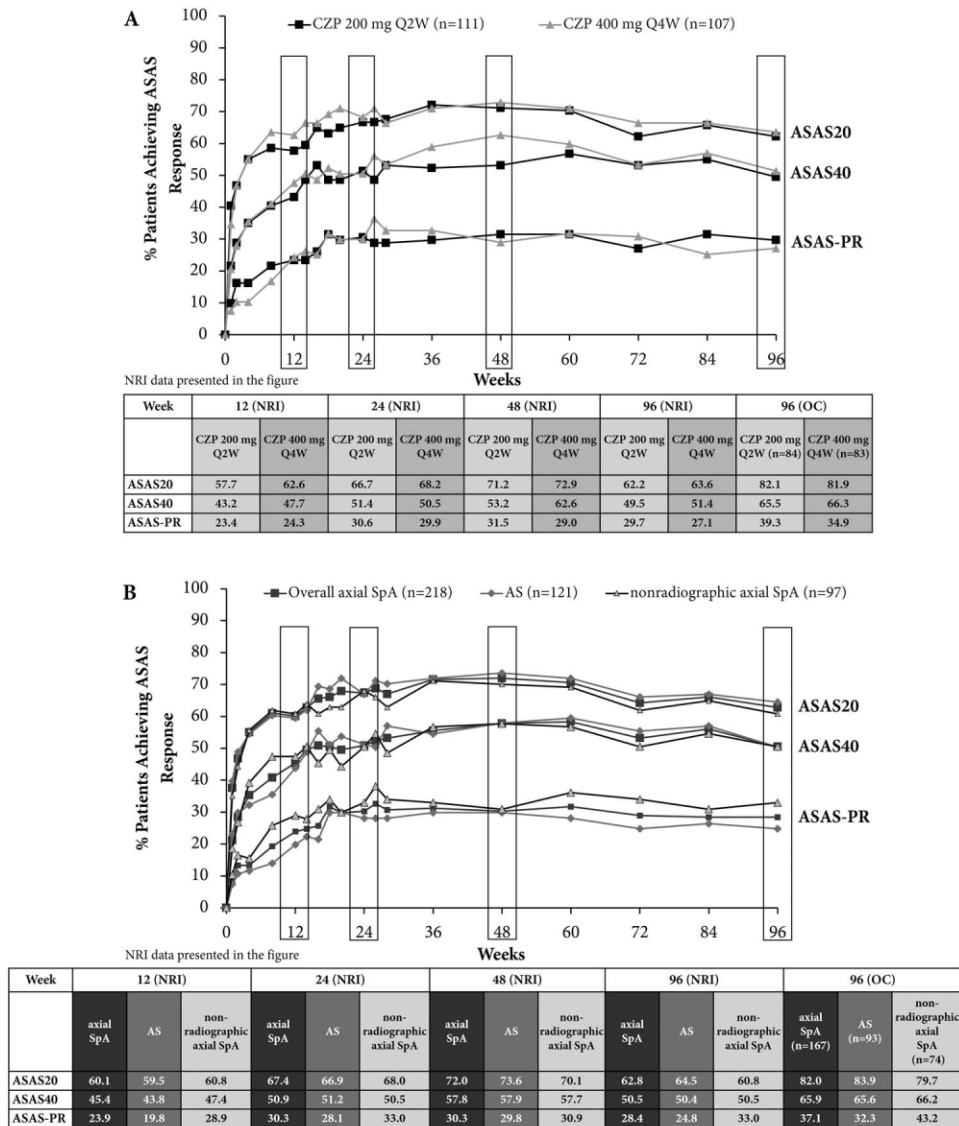 A
CZP 200 mg Q2W (n=111) CZP 400 mg Q4W (n=107)
% Patients Achieving ASAS
Response
100
90
80
70
60
50
40
30
20
10
0
ASAS20
ASAS40
ASAS-PR
0 12 24 36 48 60 72 84 96
Weeks
NRI data presented in the figure
Week 12 (NRI) 24 (NRI) 48 (NRI) 96 (NRI) 96 (OC)
CZP 200 mg Q2W CZP 400 mg Q4W CZP 200 mg Q2W CZP 400 mg Q4W CZP 200 mg Q2W CZP 400 mg Q4W CZP 200 mg Q2W CZP 400 mg Q4W CZP 200 mg Q2W (n=84) CZP 400 mg Q4W (n=83)
ASAS20 57.7 62.6 66.7 68.2 71.2 72.9 62.2 63.6 82.1 81.9
ASAS40 43.2 47.7 51.4 50.5 53.2 62.6 49.5 51.4 65.5 66.3
ASAS-PR 23.4 24.3 30.6 29.9 31.5 29.0 29.7 27.1 39.3 34.9
B
Overall axial SpA (n=218) AS (n=121) nonradiographic axial SpA (n=97)
% Patients Achieving ASAS
Response
100
90
80
70
60
50
40
30
20
10
0
ASAS20
ASAS40
ASAS-PR
0 12 24 36 48 60 72 84 96
Weeks
NRI data presented in the figure
Week 12 (NRI) 24 (NRI) 48 (NRI) 96 (NRI) 96 (OC)
axial SpA AS non-radiographic axial SpA axial SpA AS non-radiographic axial SpA axial SpA AS non-radiographic axial SpA axial SpA AS non-radiographic axial SpA axial SpA (n=167) AS (n=93) non-radiographic axial SpA (n=74)
ASAS20 60.1 59.5 60.8 67.4 66.9 68.0 72.0 73.6 70.1 62.8 64.5 60.8 82.0 83.9 79.7
ASAS40 45.4 43.8 47.4 50.9 51.2 50.5 57.8 57.9 57.7 50.5 50.4 50.5 65.9 65.6 66.2
ASAS-PR 23.9 19.8 28.9 30.3 28.1 33.0 30.3 29.8 30.9 28.4 24.8 33.0 37.1 32.3 43.2